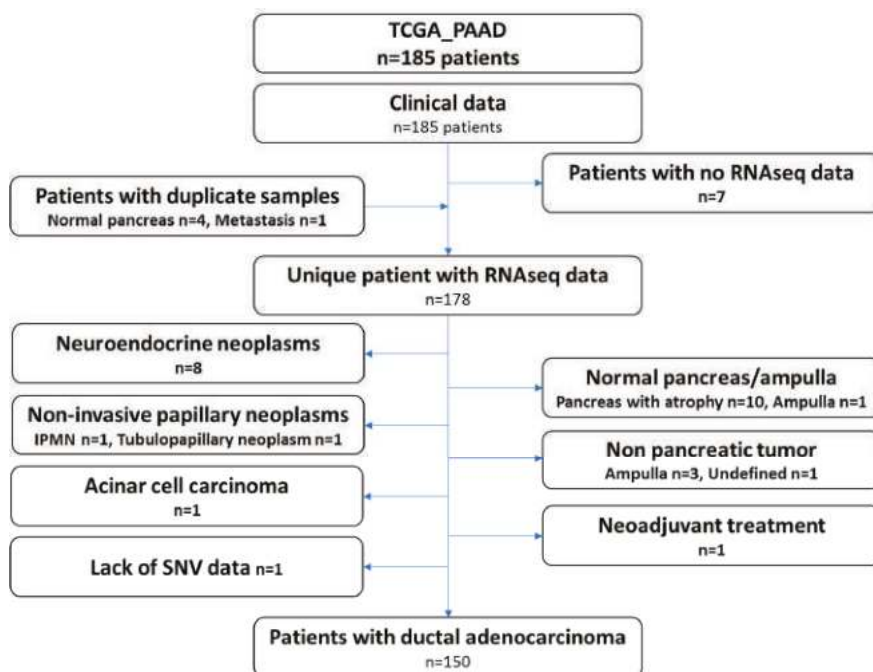 TCGA_PAAD
n=185 patients
Clinical data
n=185 patients
Patients with no RNAseq data
n=7
Patients with duplicate samples
Normal pancreas n=4, Metastasis n=1
Unique patient with RNAseq data
n=178
Neuroendocrine neoplasms
n=8
Normal pancreas/ampulla
Pancreas with atrophy n=10, Ampulla n=1
Non-invasive papillary neoplasms
IPMN n=1, Tubulopapillary neoplasm n=1
Non pancreatic tumor
Ampulla n=3, Undefined n=1
Acinar cell carcinoma
n=1
Neoadjuvant treatment
n=1
Lack of SNV data n=1
Patients with ductal adenocarcinoma
n=150